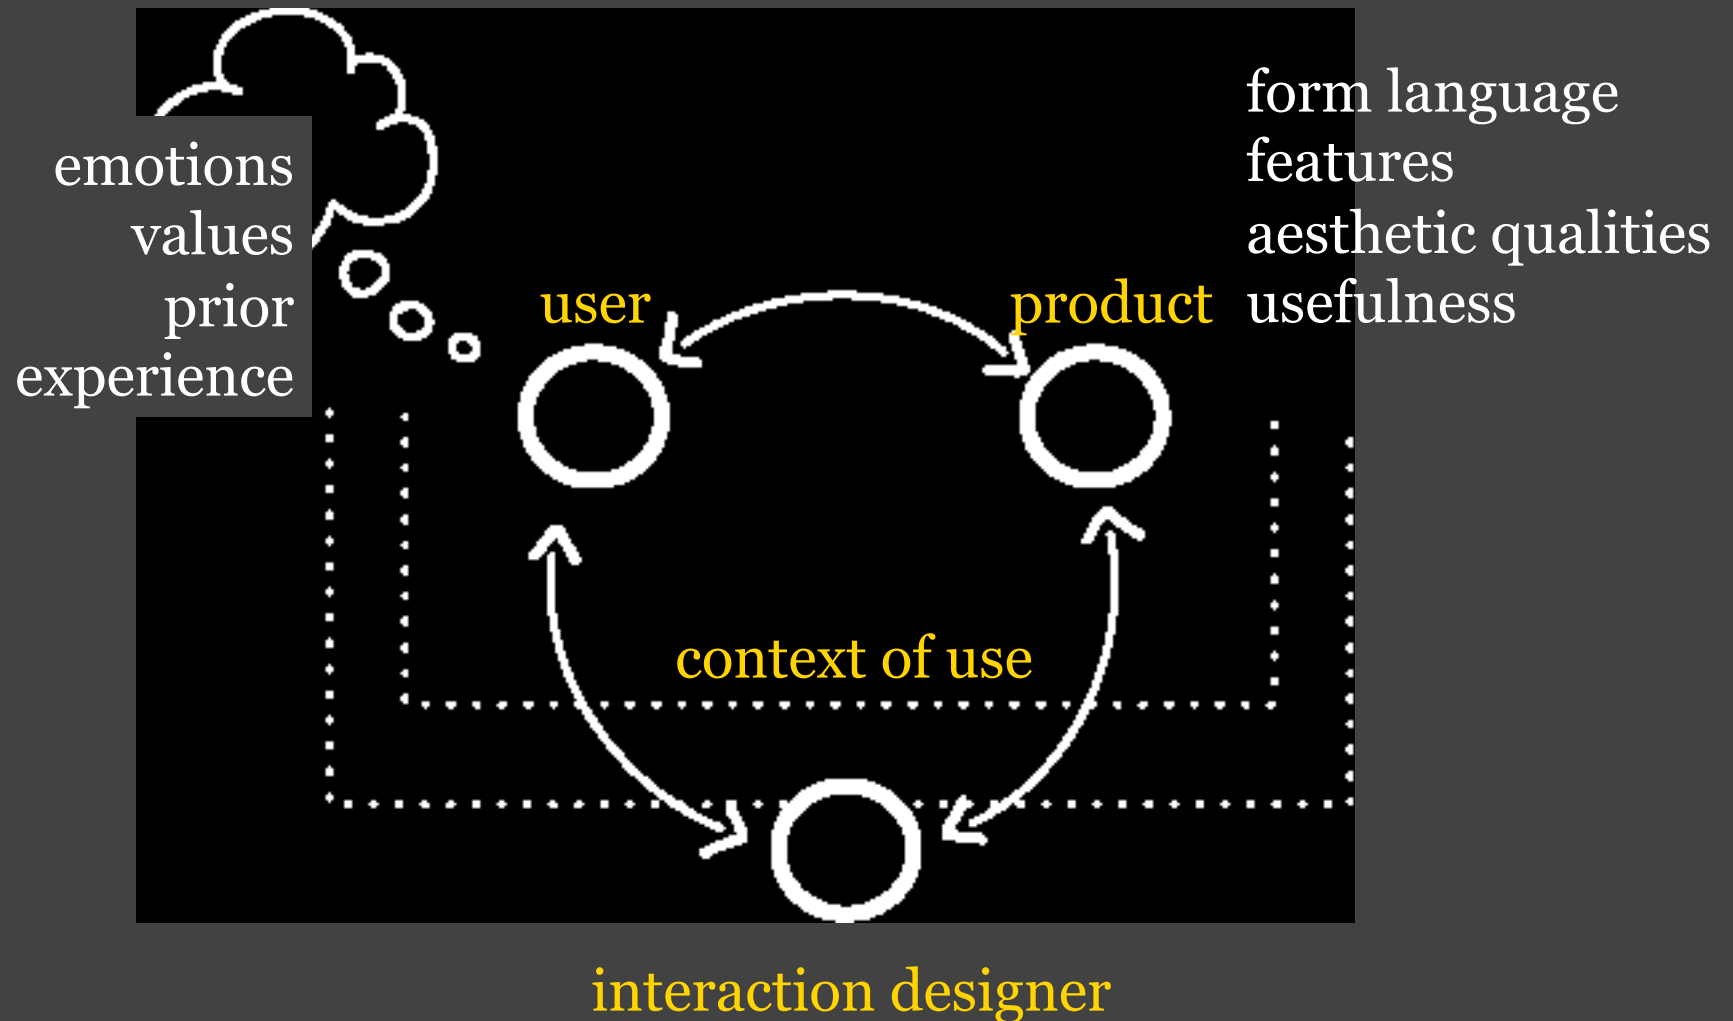 emotions
values
prior
experience
user
product
form language
features
aesthetic qualities
usefulness
context of use
interaction designer